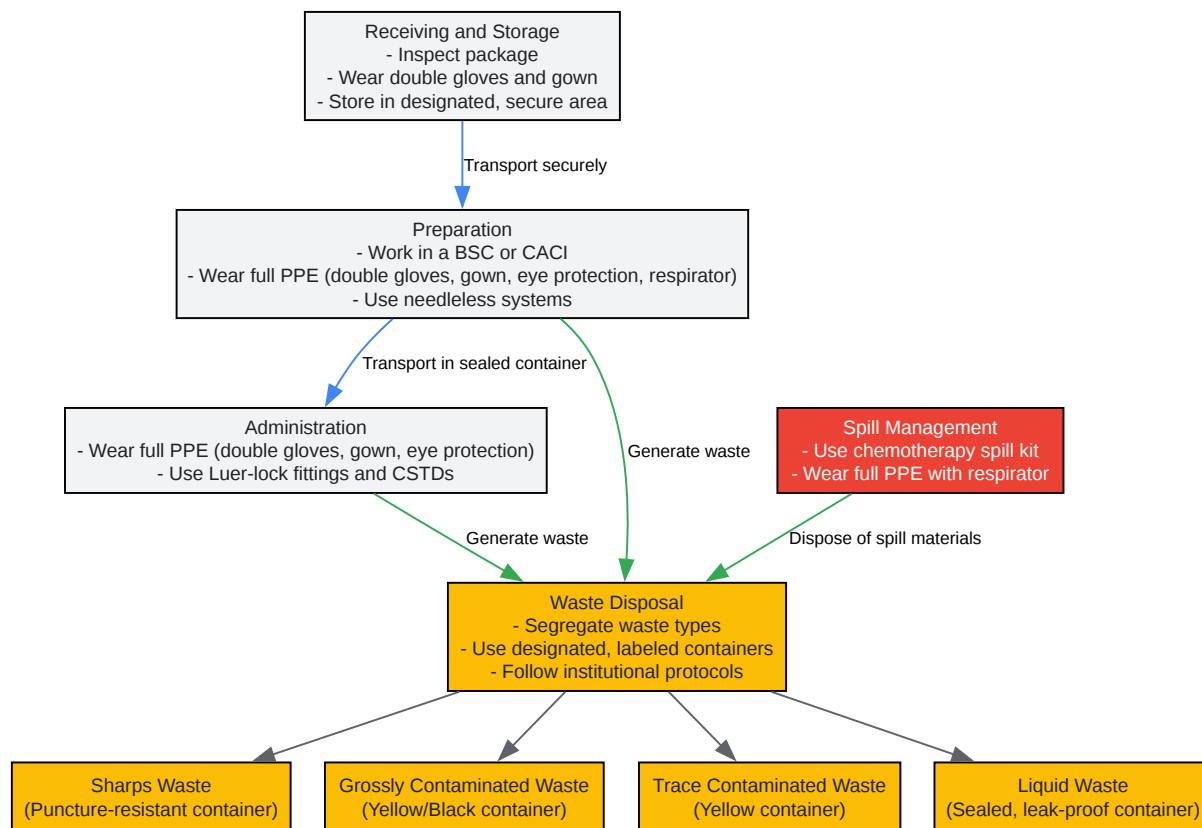 Receiving and Storage
- Inspect package
- Wear double gloves and gown
- Store in designated, secure area
Transport securely
Preparation
- Work in a BSC or CACI
- Wear full PPE (double gloves, gown, eye protection, respirator)
- Use needleless systems
Transport in sealed container
Administration
- Wear full PPE (double gloves, gown, eye protection)
- Use Luer-lock fittings and CSTDs
Generate waste
Spill Management
- Use chemotherapy spill kit
- Wear full PPE with respirator
Generate waste
Dispose of spill materials
Waste Disposal
- Segregate waste types
- Use designated, labeled containers
- Follow institutional protocols
Sharps Waste
(Puncture-resistant container)
Grossly Contaminated Waste
(Yellow/Black container)
Trace Contaminated Waste
(Yellow container)
Liquid Waste
(Sealed, leak-proof container)